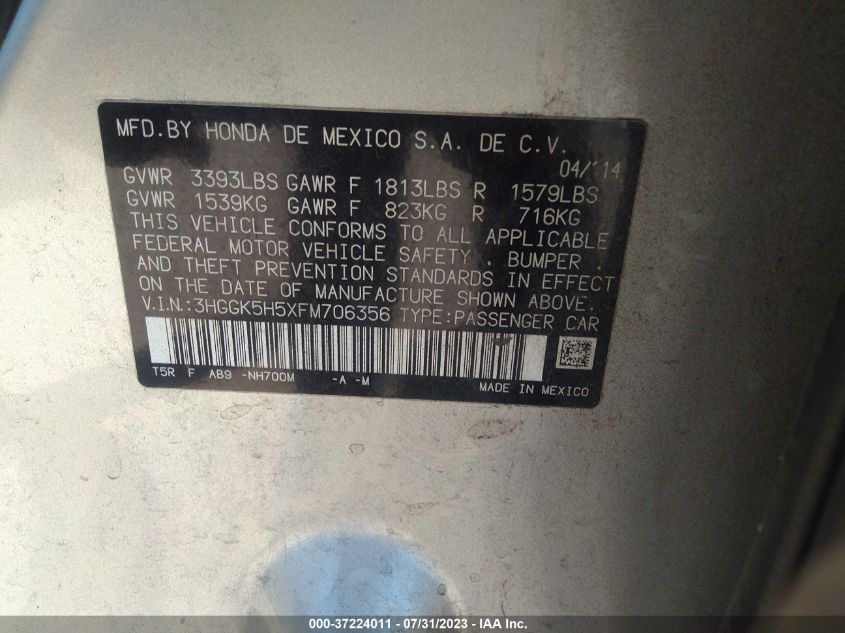 MFD.BY HONDA DE MEXICO S.A. DE C.V.
04/'14
GVWR 3393LBS GAWR F 1813LBS R 1579LBS
GVWR 1539KG GAWR F 823KG R 716KG
THIS VEHICLE CONFORMS TO ALL APPLICABLE
FEDERAL MOTOR VEHICLE SAFETY , BUMPER ,
AND THEFT PREVENTION STANDARDS IN EFFECT
ON THE DATE OF MANUFACTURE SHOWN ABOVE.
V.I.N.:3HGGK5H5XFM706356 TYPE:PASSENGER CAR
T5R F AB9 -NH700M -A -M
MADE IN MEXICO
000-37224011 - 07/31/2023 - IAA Inc.